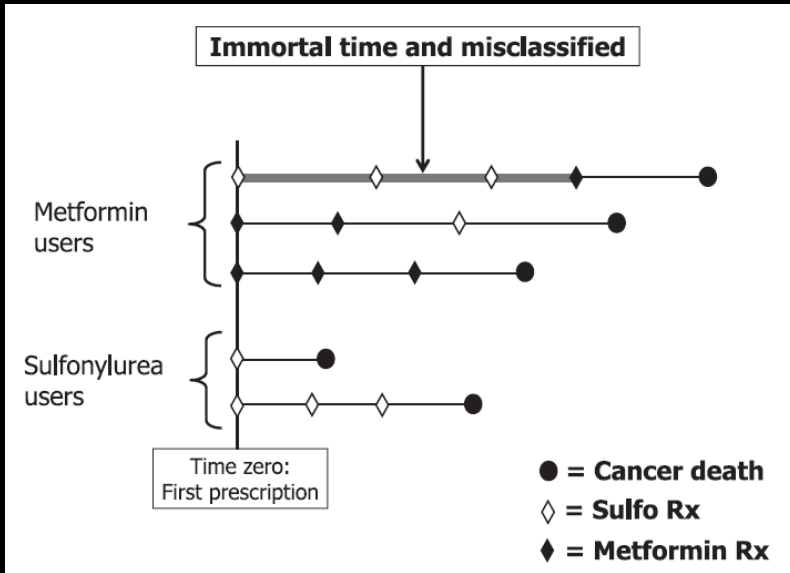 Immortal time and misclassified
Metformin
users
Sulfonylurea
users
Time zero:
First prescription
= Cancer death
= Sulfo Rx
= Metformin Rx